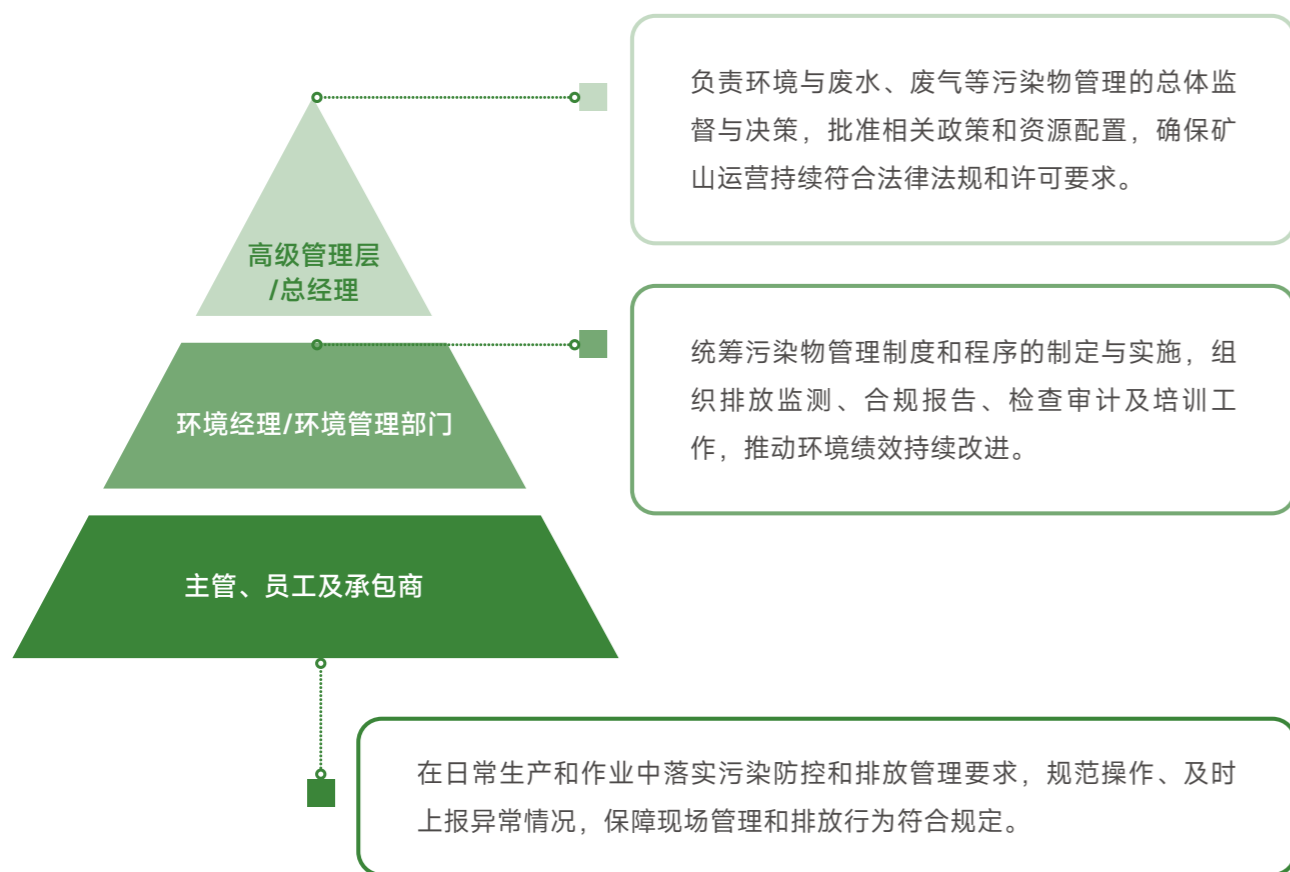 高级管理层
/总经理
负责环境与废水、废气等污染物管理的总体监
督与决策，批准相关政策和资源配置，确保矿
山运营持续符合法律法规和许可要求。
环境经理/环境管理部门
统筹污染物管理制度和程序的制定与实施，组
织排放监测、合规报告、检查审计及培训工
作，推动环境绩效持续改进。
主管、员工及承包商
在日常生产和作业中落实污染防控和排放管理要求，规范操作、及时
上报异常情况，保障现场管理和排放行为符合规定。